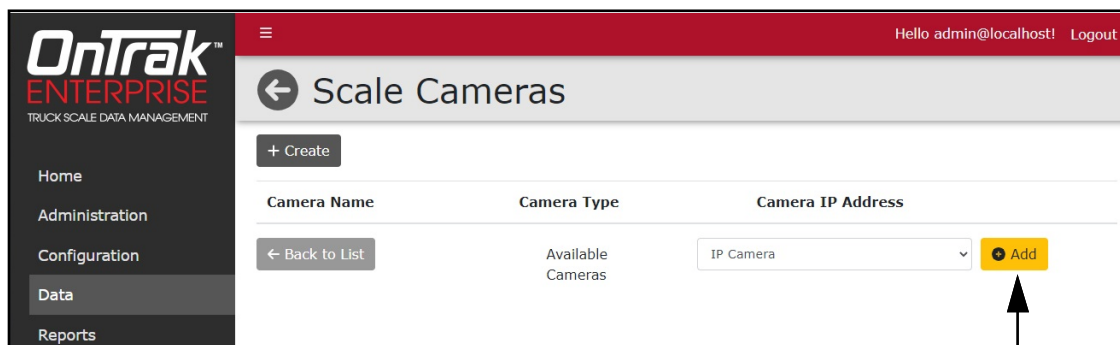 OnTrak™
ENTERPRISE
TRUCK SCALE DATA MANAGEMENT
Home
Administration
Configuration
Data
Reports
Hello admin@localhost! Logout
Scale Cameras
+ Create
Camera Name Camera Type Camera IP Address
← Back to List Available Cameras IP Camera Add